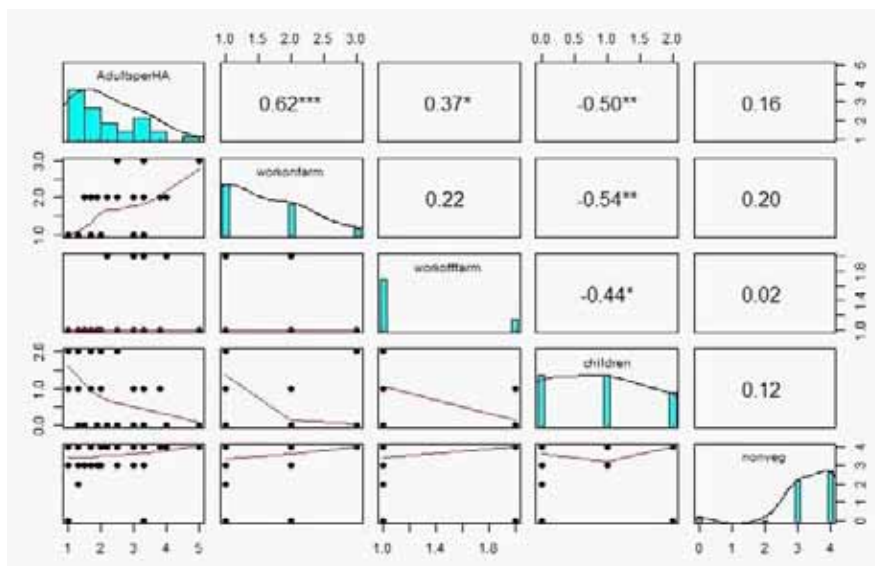 1.0 1.5 2.0 2.5 3.0 0.0 0.5 1.0 1.5 2.0
AdultsperHA 0.62*** 0.37* -0.50** 0.16 1 2 3 4 5
1.0 2.0 3.0 workonfarm 0.22 -0.54** 0.20
workofffarm -0.44* 0.02 1.0 1.4 1.8
0.0 1.0 2.0 children 0.12
nonveg 0 1 2 3 4
1 2 3 4 5 1.0 1.4 1.8 0 1 2 3 4